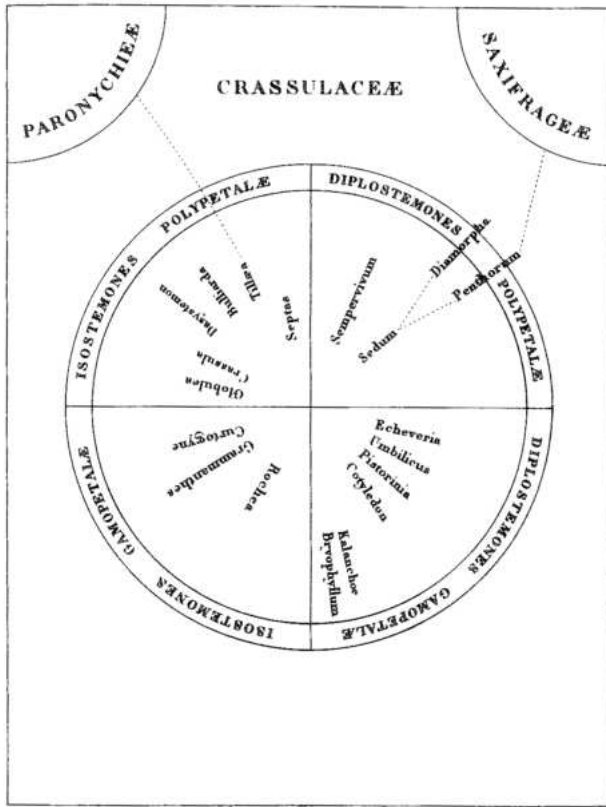 PARONYCHIEÆ
CRASSULACEÆ
SAXIFRAGEÆ
ISOSTEMONES POLYPETALÆ
DIPLOSTEMONES POLYPETALÆ
Tillæa
Bulliarda
Dasystemon
Septas
Crassula
Globulea
Sempervivum
Sedum
Diamorpha
Penthorum
Curtogyne
Grammanthes
Rochea
Echeveria
Umbilicus
Pistorinia
Cotyledon
Kalanchoe
Bryophyllum
GAMOPETALÆ ISOSTEMONES
DIPLOSTEMONES GAMOPETALÆ